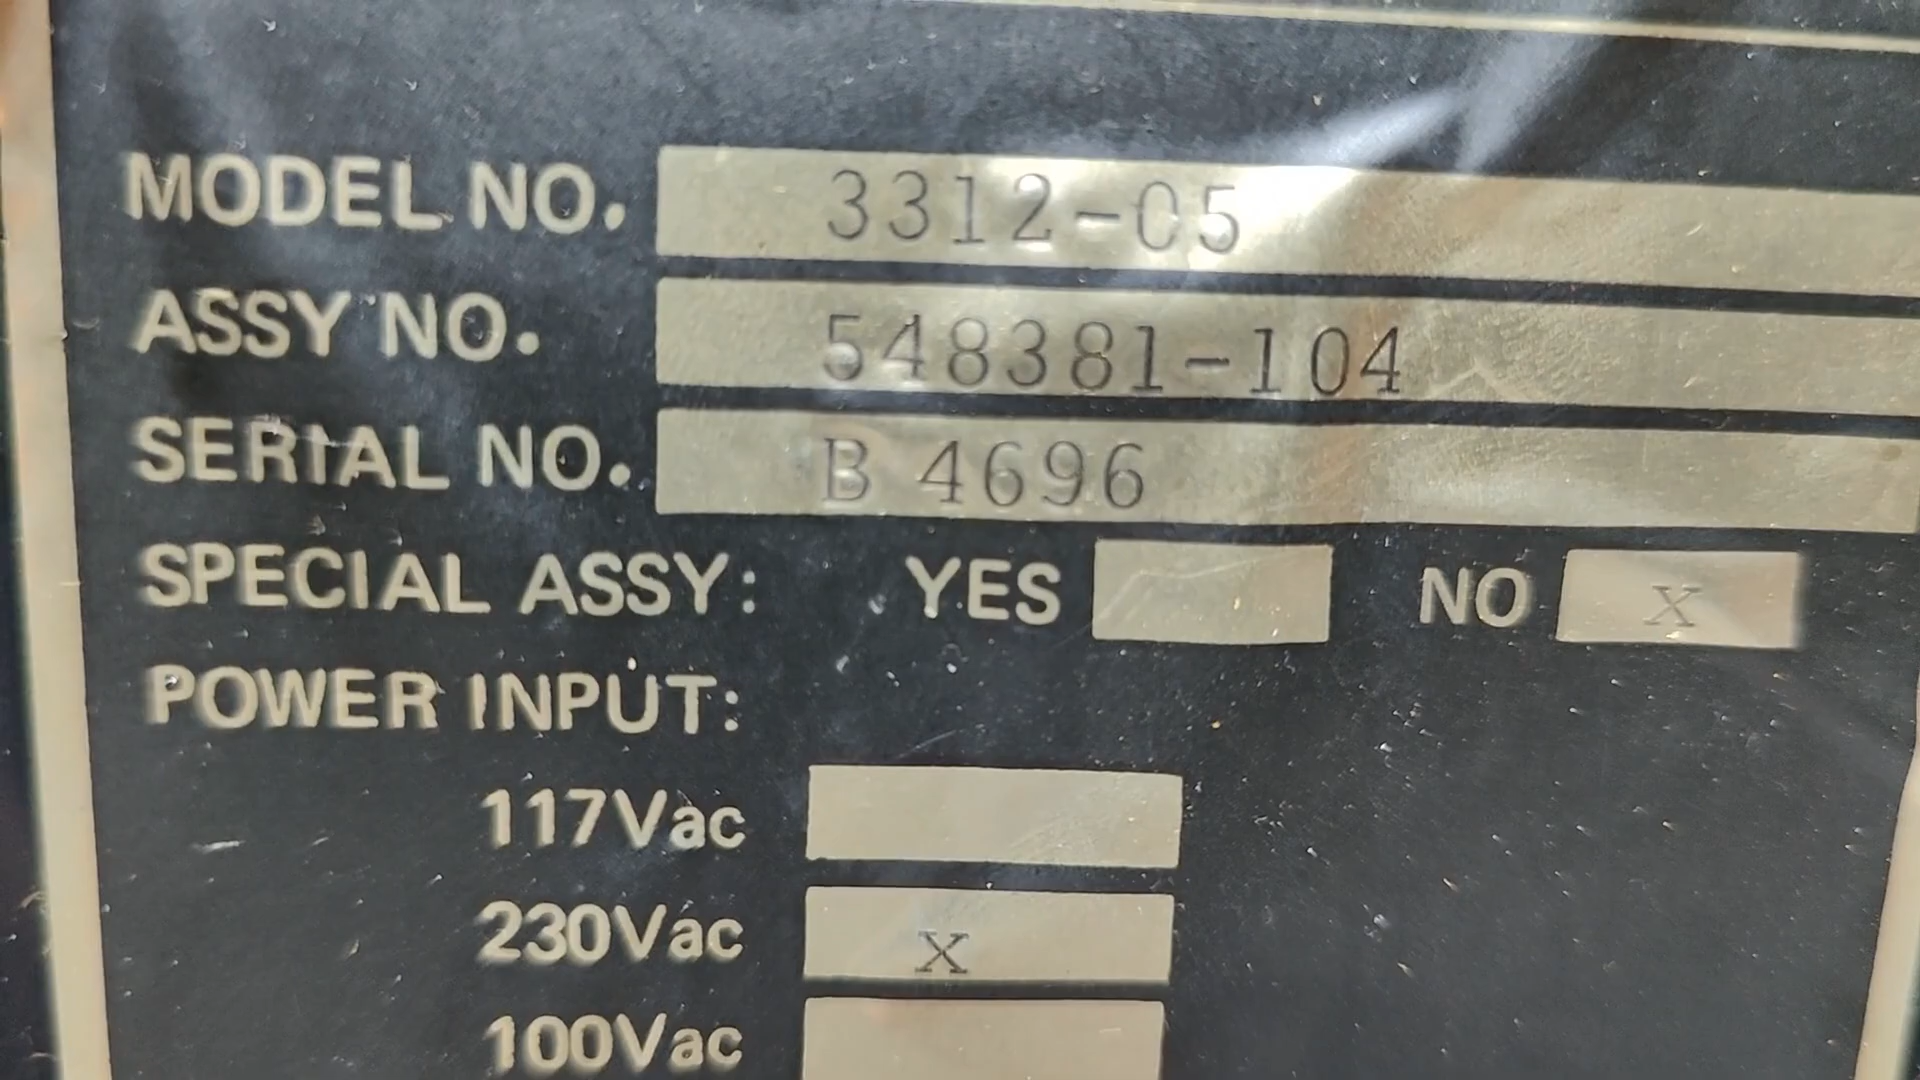 MODEL NO. 3312-05
ASSY NO. 548381-104
SERIAL NO. B 4696
SPECIAL ASSY: YES NO X
POWER INPUT:
117Vac
230Vac X
100Vac